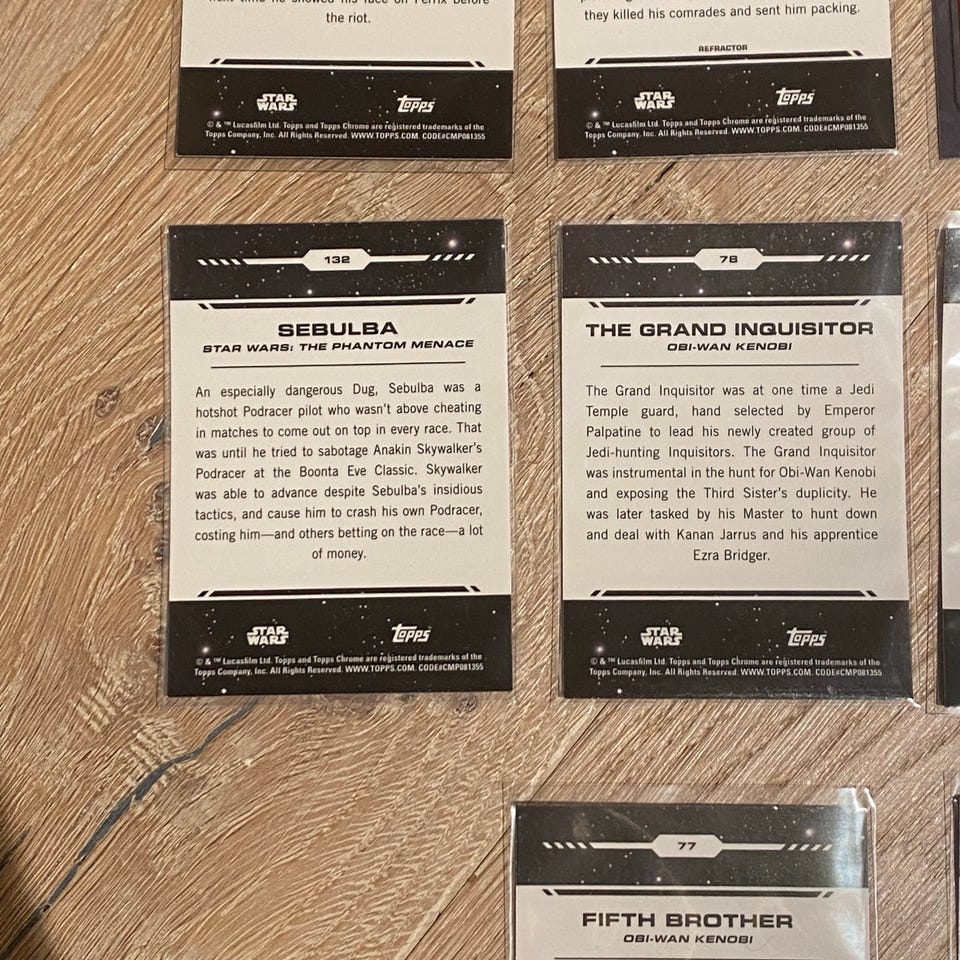 next time he showed his face on Ferrix before
the riot.
STAR WARS
topps
© & ™ Lucasfilm Ltd. Topps and Topps Chrome are registered trademarks of the
Topps Company, Inc. All Rights Reserved. WWW.TOPPS.COM. CODE#CMP081355
they killed his comrades and sent him packing.
REFRACTOR
STAR WARS
topps
© & ™ Lucasfilm Ltd. Topps and Topps Chrome are registered trademarks of the
Topps Company, Inc. All Rights Reserved. WWW.TOPPS.COM. CODE#CMP081355
132
SEBULBA
STAR WARS: THE PHANTOM MENACE
An especially dangerous Dug, Sebulba was a
hotshot Podracer pilot who wasn't above cheating
in matches to come out on top in every race. That
was until he tried to sabotage Anakin Skywalker's
Podracer at the Boonta Eve Classic. Skywalker
was able to advance despite Sebulba's insidious
tactics, and cause him to crash his own Podracer,
costing him—and others betting on the race—a lot
of money.
STAR WARS
topps
© & ™ Lucasfilm Ltd. Topps and Topps Chrome are registered trademarks of the
Topps Company, Inc. All Rights Reserved. WWW.TOPPS.COM. CODE#CMP081355
78
THE GRAND INQUISITOR
OBI-WAN KENOBI
The Grand Inquisitor was at one time a Jedi
Temple guard, hand selected by Emperor
Palpatine to lead his newly created group of
Jedi-hunting Inquisitors. The Grand Inquisitor
was instrumental in the hunt for Obi-Wan Kenobi
and exposing the Third Sister's duplicity. He
was later tasked by his Master to hunt down
and deal with Kanan Jarrus and his apprentice
Ezra Bridger.
STAR WARS
topps
© & ™ Lucasfilm Ltd. Topps and Topps Chrome are registered trademarks of the
Topps Company, Inc. All Rights Reserved. WWW.TOPPS.COM. CODE#CMP081355
77
FIFTH BROTHER
OBI-WAN KENOBI